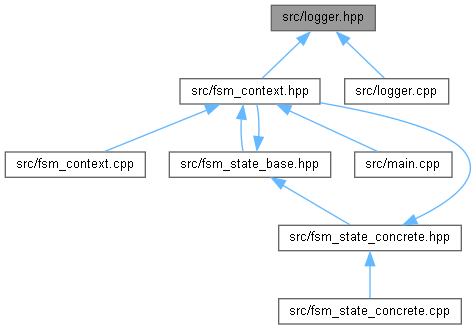 src/logger.hpp
src/fsm_context.hpp
src/logger.cpp
src/fsm_context.cpp
src/fsm_state_base.hpp
src/main.cpp
src/fsm_state_concrete.hpp
src/fsm_state_concrete.cpp